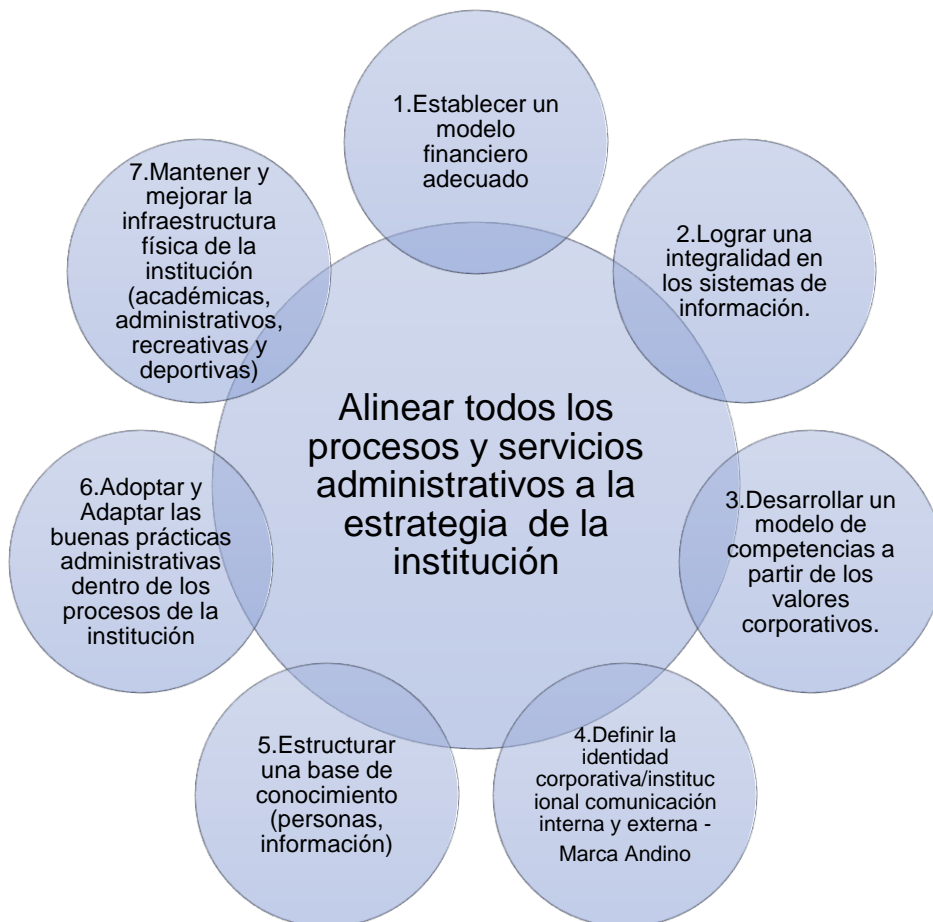 1.Establecer un
modelo
financiero
adecuado
2.Lograr una
integralidad en
los sistemas de
información.
3.Desarrollar un
modelo de
competencias a
partir de los
valores
corporativos.
4.Definir la
identidad
corporativa/instituc
ional comunicación
interna y externa -
Marca Andino
5.Estructurar
una base de
conocimiento
(personas,
información)
6.Adoptar y
Adaptar las
buenas prácticas
administrativas
dentro de los
procesos de la
institución
7.Mantener y
mejorar la
infraestructura
física de la
institución
(académicas,
administrativos,
recreativas y
deportivas)
Alinear todos los
procesos y servicios
administrativos a la
estrategia de la
institución